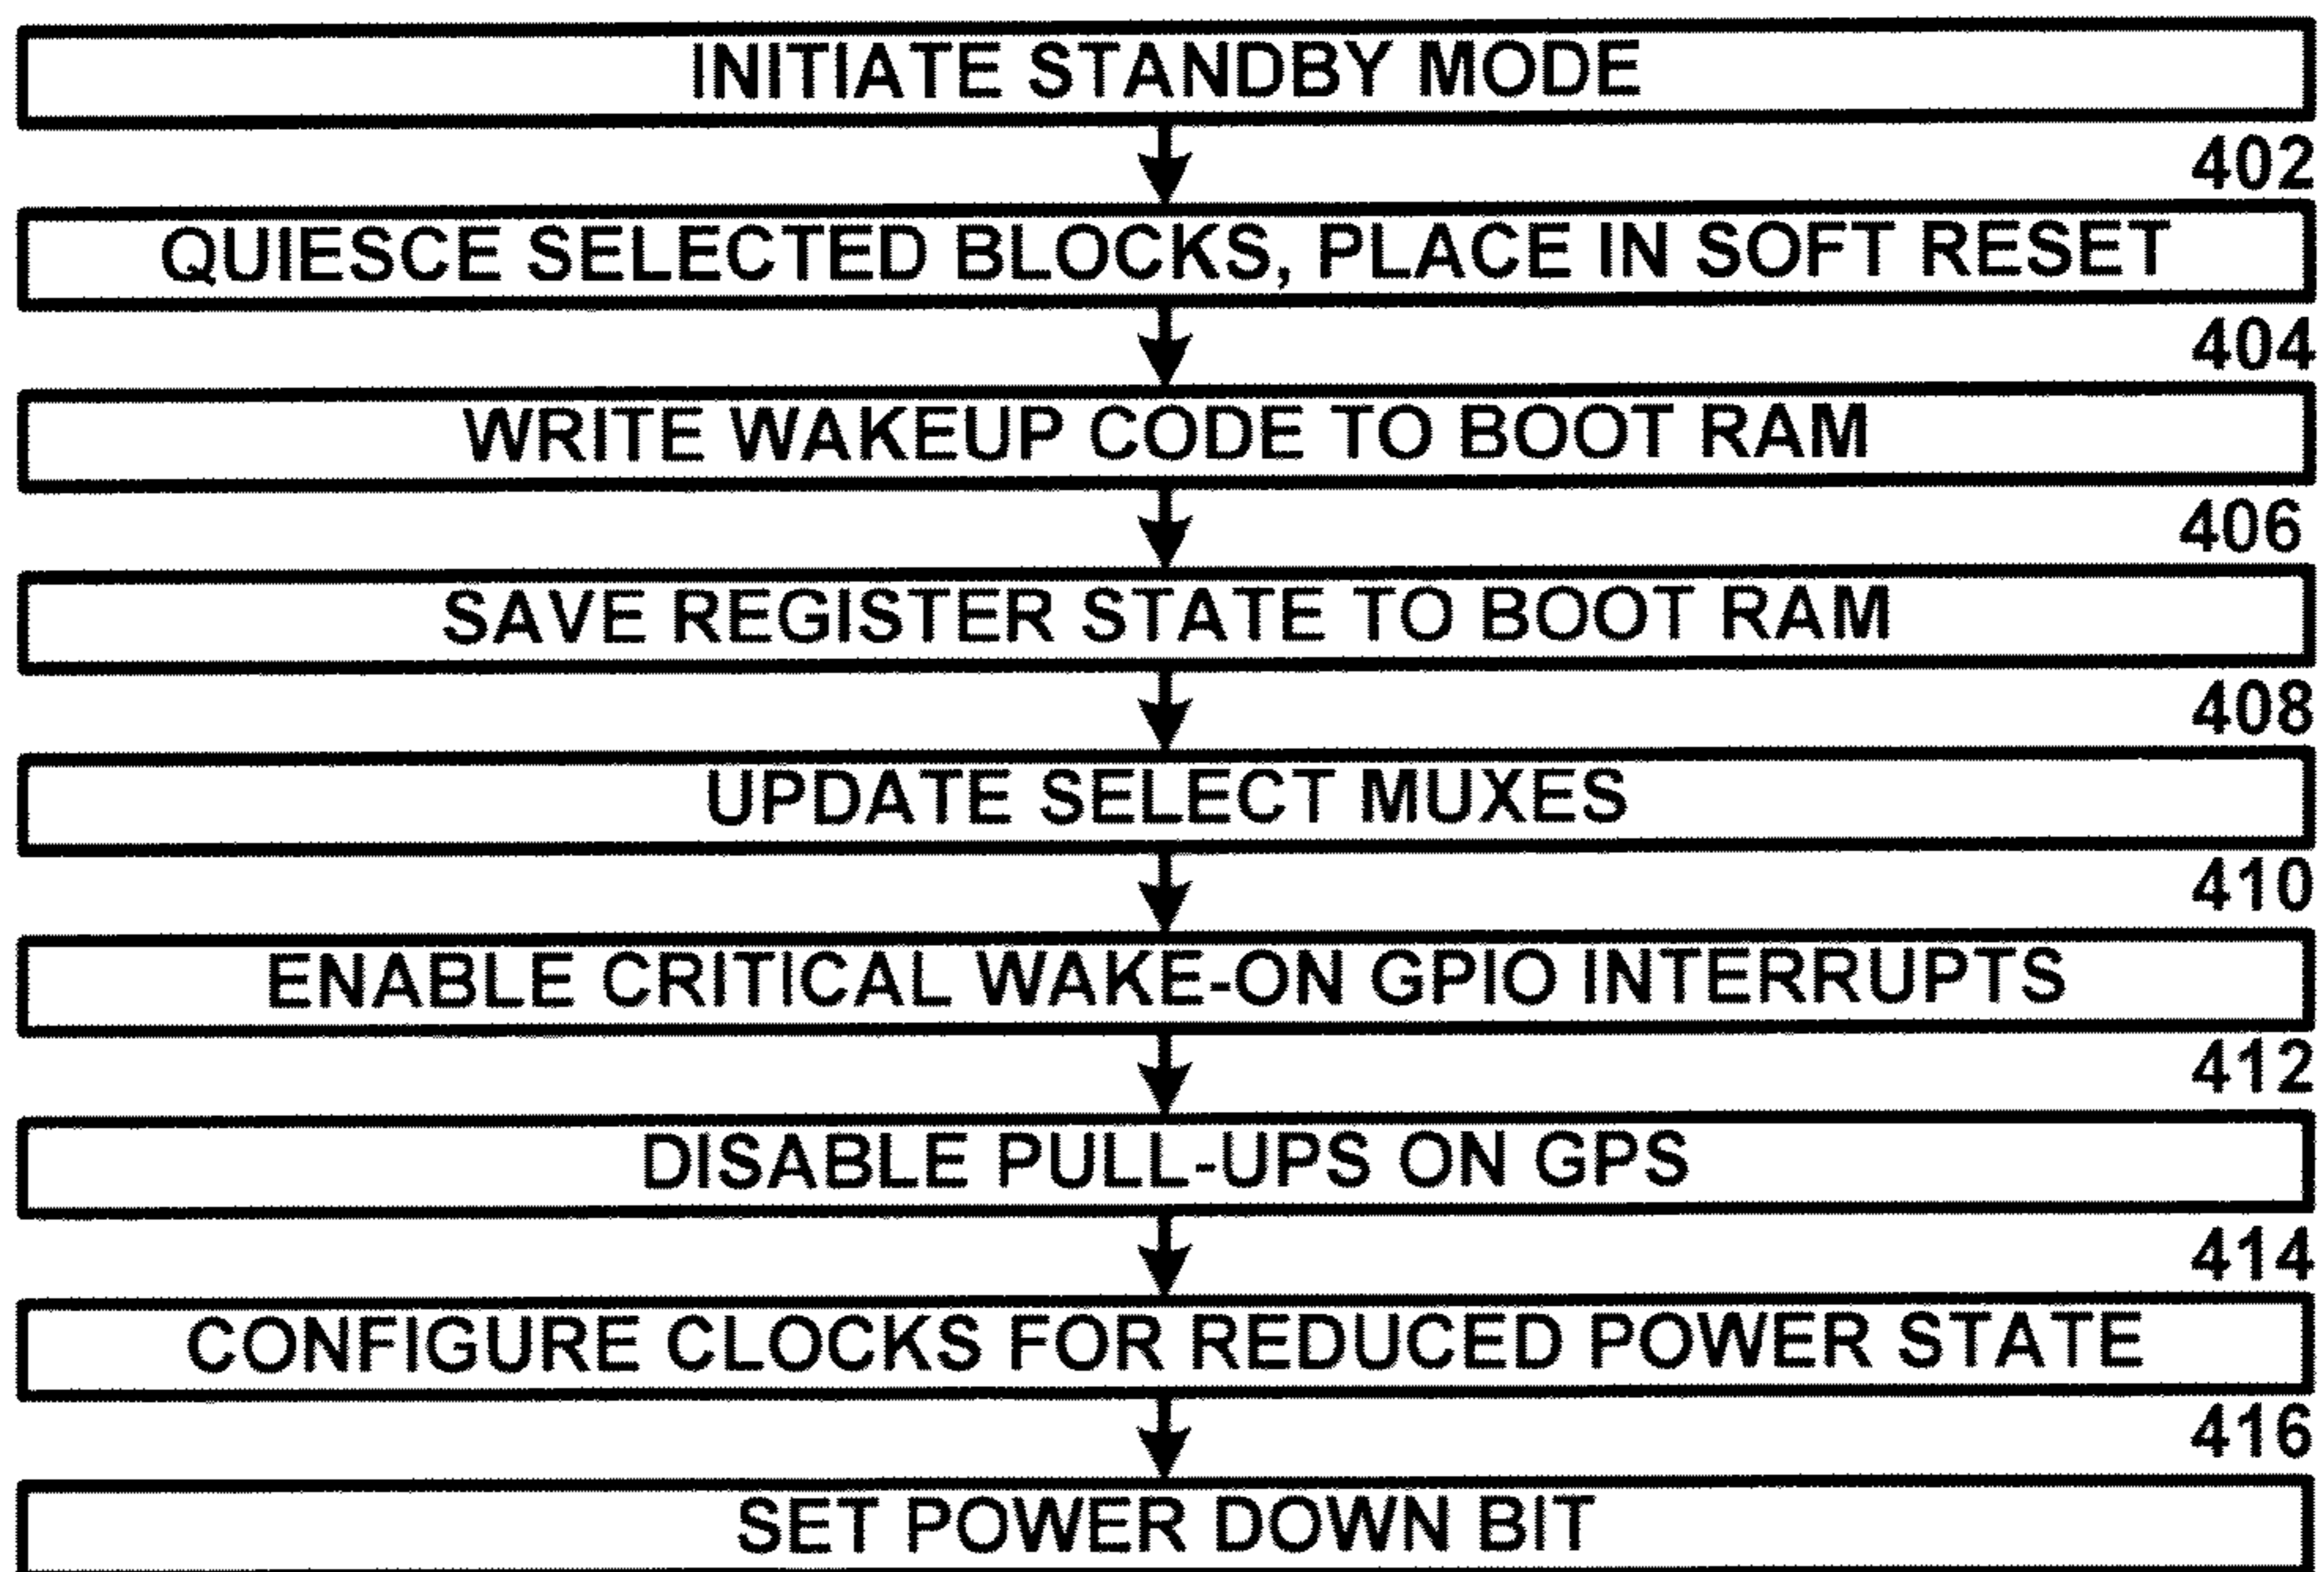 INITIATE STANDBY MODE
402
QUIESCE SELECTED BLOCKS, PLACE IN SOFT RESET
404
WRITE WAKEUP CODE TO BOOT RAM
406
SAVE REGISTER STATE TO BOOT RAM
408
UPDATE SELECT MUXES
410
ENABLE CRITICAL WAKE-ON GPIO INTERRUPTS
412
DISABLE PULL-UPS ON GPS
414
CONFIGURE CLOCKS FOR REDUCED POWER STATE
416
SET POWER DOWN BIT